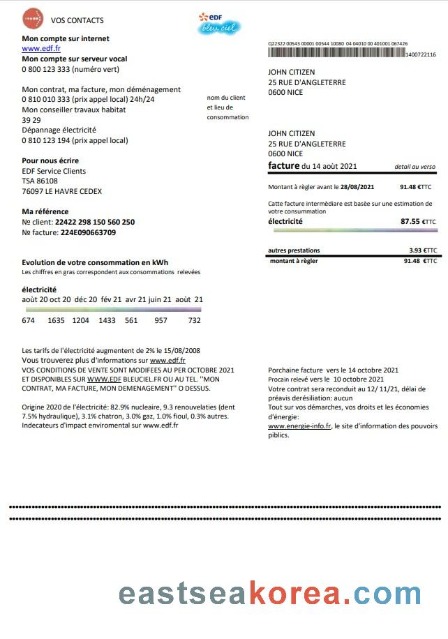 VOS CONTACTS
Mon compte sur internet
www.edf.fr
Mon compte sur serveur vocal
0 800 123 333 (numéro vert)
Mon contrat, ma facture, mon déménagement
0 810 010 333 (prix appel local) 24h/24
Mon conseiller travaux habitat
39 29
Dépannage électricité
0 810 123 194 (prix appel local)
Pour nous écrire
EDF Service Clients
TSA 86108
76097 LE HAVRE CEDEX
Ma référence
№ client: 22422 298 150 560 250
№ facture: 224E090663709
Evolution de votre consommation en kWh
Les chiffres en gras correspondent aux consommations relevées
électricité
août 20 oct 20 déc 20 fév 21 avr 21 juin 21 août 21
674 1635 1204 1433 561 957 732
edf
bleu ciel
nom du client
et lieu de
consommation
1400722116
JOHN CITIZEN
25 RUE D'ANGLETERRE
0600 NICE
JOHN CITIZEN
25 RUE D'ANGLETERRE
0600 NICE
facture du 14 août 2021 detail au verso
Montant à règler avant le 28/08/2021 91.48 €TTC
Catte facture intermédiaire est basée sur une estimation de
votre consummation
électricité 87.55 €TTC
autres prestations 3.93 €TTC
montant à règler 91.48 €TTC
Les tarifs de l'électricité augmentent de 2% le 15/08/2008
Vous trouverez plus d'informations sur www.edf.fr
VOS CONDITIONS DE VENTE SONT MODIFEES AU PER OCTOBRE 2021
ET DISPONIBLES SUR WWW.EDF BLEUCIEL.FR OU AU TEL. "MON
CONTRAT, MA FACTURE, MON DEMENAGEMENT" O DESSUS.
Origine 2020 de l'électricité: 82.9% nucleaire, 9.3 renouvelaties (dent
7.5% hydraulique), 3.1% chatron, 3.0% gaz, 1.0% fioul, 0.3% autres.
Indecateurs d'impact enviromental sur www.edf.fr
Porchaine facture vers le 14 octobre 2021
Procain relevé vers le 10 octobre 2021
Votre contrat sera reconduit au 12/ 11/21, délai de
préavis derésiliation: aucun
Tout sur vos démarches, vos droits et les économies
d'énergie:
www.energie-info.fr, le site d'information des pouvoirs
piblics.
eastseakorea.com